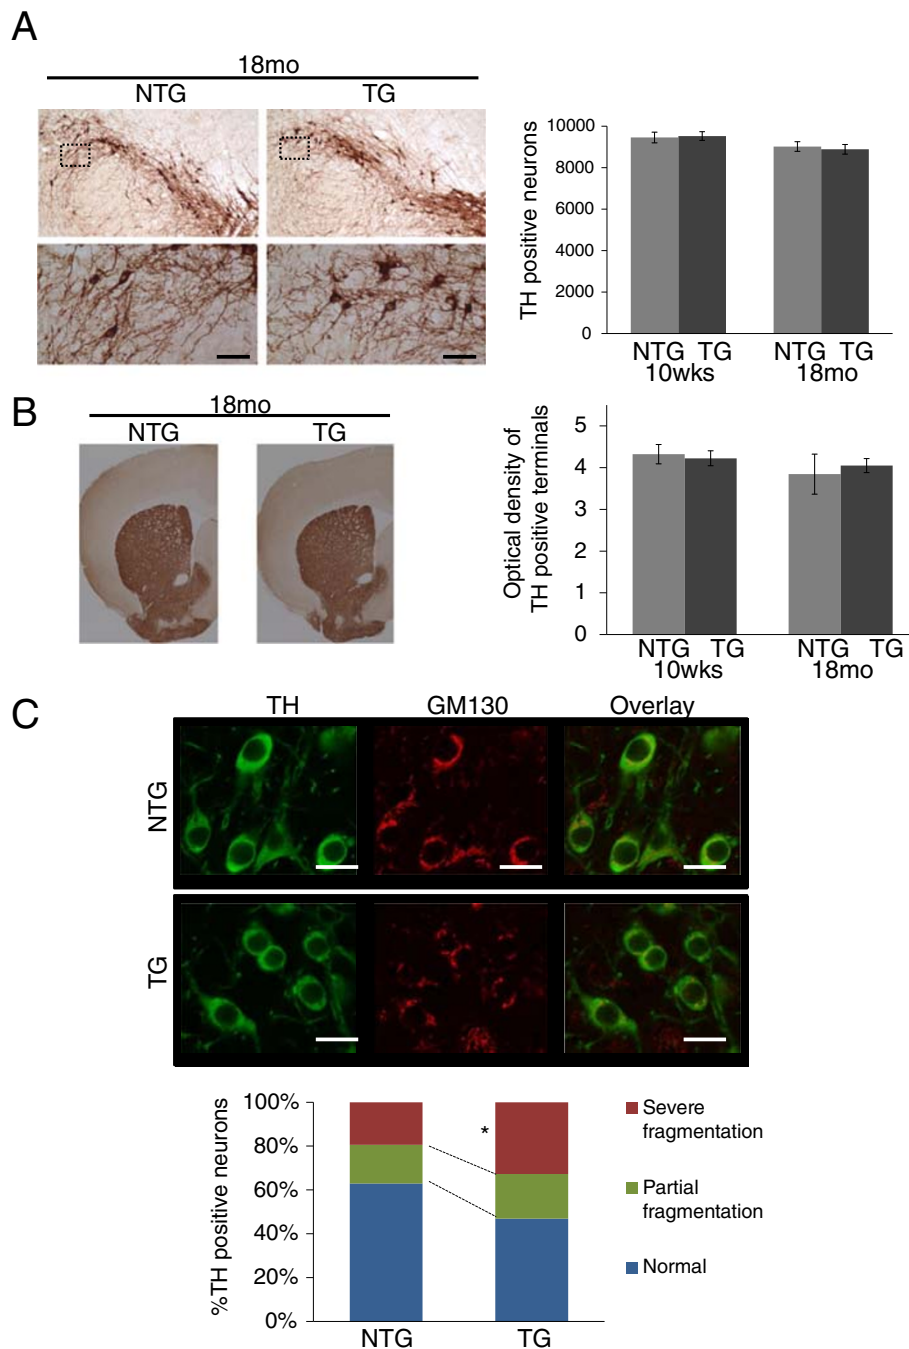 A
18mo
NTG TG
TH positive neurons
10000
8000
6000
4000
2000
0
NTG TG NTG TG
10wks 18mo
B
18mo
NTG TG
Optical density of
TH positive terminals
5
4
3
2
1
0
NTG TG NTG TG
10wks 18mo
C
TH GM130 Overlay
NTG
TG
%TH positive neurons
100%
80%
60%
40%
20%
0%
*
NTG TG
Severe
fragmentation
Partial
fragmentation
Normal